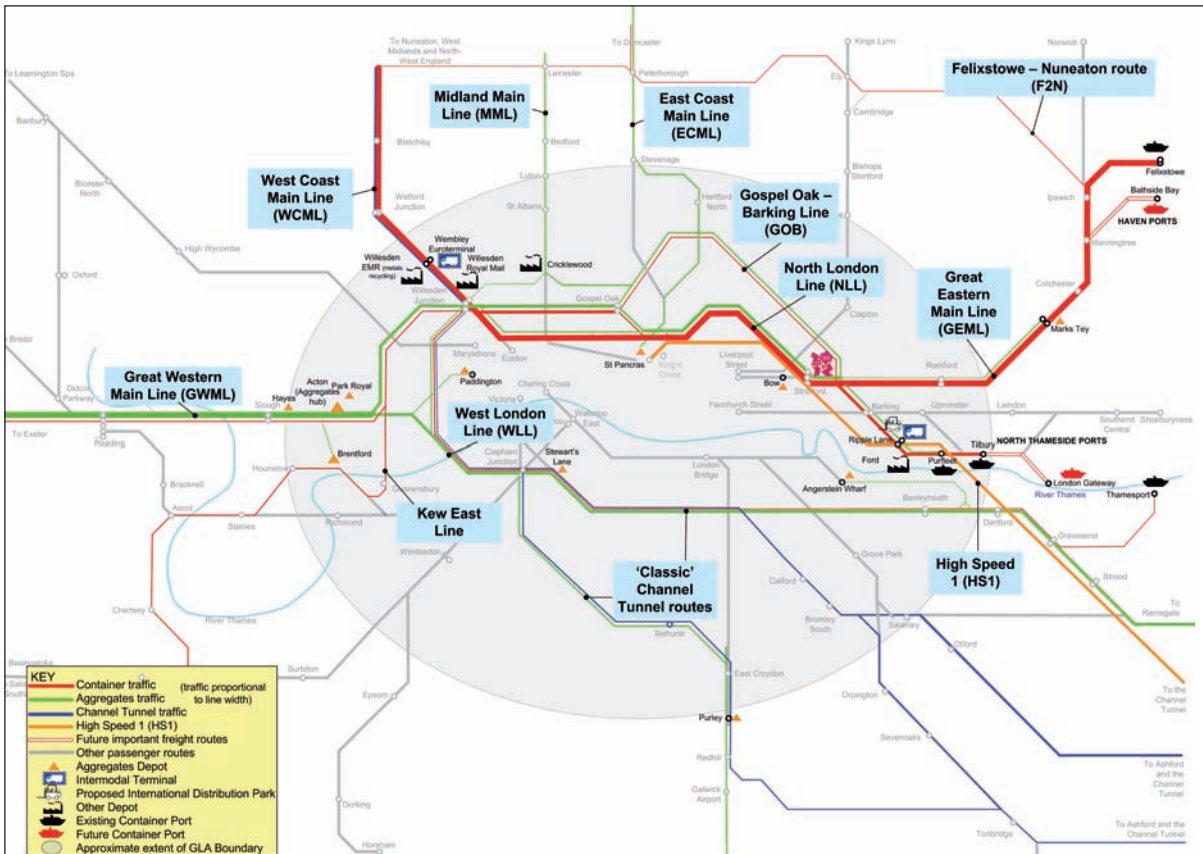 To Nuneaton, West
Midlands and North-
West England
To Doncaster
Kings Lynn
Norwich
To Leamington Spa
Leicester
Peterborough
Ely
Felixstowe – Nuneaton route
(F2N)
Midland Main
Line (MML)
East Coast
Main Line
(ECML)
Banbury
Bletchley
Bedford
Cambridge
Stevenage
Felixstowe
Bicester
North
West Coast
Main Line
(WCML)
Watford
Junction
Luton
St Albans
Hertford
North
Bishops
Stortford
Gospel Oak –
Barking Line
(GOB)
Ipswich
Bathside Bay
HAVEN PORTS
Manningtree
High Wycombe
Oxford
Wembley
Euroterminal
Willesden
EMR (metals
recycling)
Willesden
Royal Mail
Cricklewood
North London
Line (NLL)
Great
Eastern
Main Line
(GEML)
Colchester
Willesden
Junction
Gospel Oak
Clapton
Marks Tey
To Bristol
Marylebone
Euston
St Pancras
King's
Cross
Liverpool
Street
Stratford
Romford
Didcot
Parkway
Great Western
Main Line (GWML)
Acton
(Aggregates
hub)
Park Royal
Hayes
Slough
Paddington
Charing Cross
Victoria
Waterloo
East
Bow
Fenchurch Street
Barking
Upminster
Laindon
Southend
Central
Shoeburyness
To Exeter
Reading
West London
Line (WLL)
Brentford
Hounslow
Gunnersbury
Clapham
Junction
Stewart's
Lane
London
Bridge
Ripple Lane
Ford
Purfleet
Tilbury
NORTH THAMESIDE PORTS
London Gateway
River Thames
Thamesport
Angerstein Wharf
Bexleyheath
Dartford
Gravesend
Bracknell
Ascot
Staines
Richmond
Kew East
Line
Wimbledon
Grove Park
High Speed
1 (HS1)
Strood
To
Ramsgate
'Classic'
Channel
Tunnel routes
Catford
Bromley
South
Swanley
Otford
Chertsey
River Thames
Selhurst
Surbiton
Basingstoke
East Croydon
Orpington
To the
Channel
Tunnel
Epsom
Purley
Sevenoaks
Redhill
Gatwick
Airport
To Ashford
and the
Channel
Tunnel
Dorking
Horsham
Tonbridge
To Ashford and the
Channel Tunnel
KEY
Container traffic
(traffic proportional
to line width)
Aggregates traffic
Channel Tunnel traffic
High Speed 1 (HS1)
Future important freight routes
Other passenger routes
Aggregates Depot
Intermodal Terminal
Proposed International Distribution Park
Other Depot
Existing Container Port
Future Container Port
Approximate extent of GLA Boundary